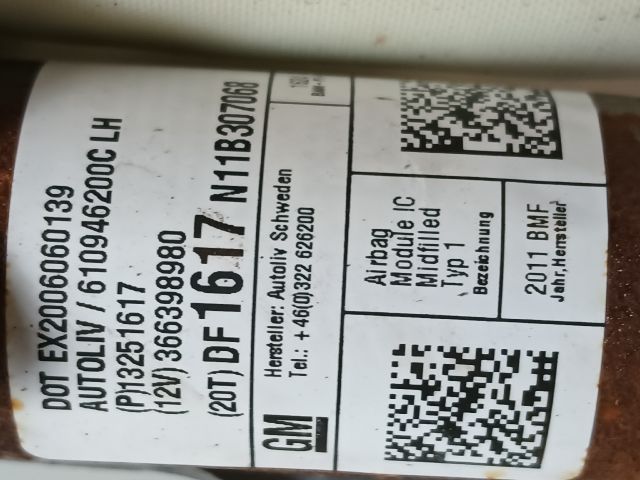 DOT EX2006060139
AUTOLIV / 610946200C LH
(P)13251617
(12V) 366398980
(20T) DF1617 N11B307068
GM
Hersteller: Autoliv Schweden
Tel.: +46(0)322 626200
Airbag
Module IC
Midfilled
Typ 1
Bezeichnung
2011 BMF
Jahr,Hersteller